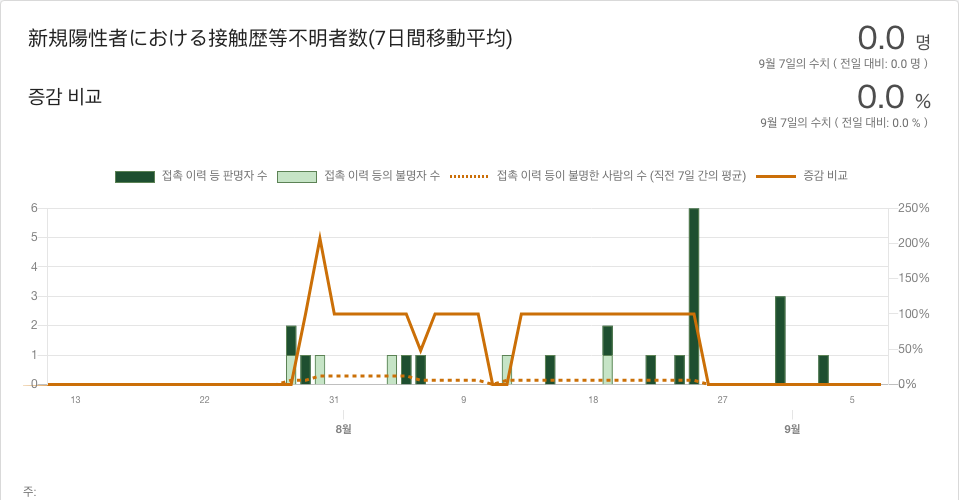 新規陽性者における接触歴等不明者数(7日間移動平均)
0.0 명
9월 7일의 수치 ( 전일 대비: 0.0 명 )
증감 비교
0.0 %
9월 7일의 수치 ( 전일 대비: 0.0 % )
접촉 이력 등 판명자 수 접촉 이력 등의 불명자 수 접촉 이력 등이 불명한 사람의 수 (직전 7일 간의 평균) 증감 비교
6 250%
5 200%
4 150%
3 100%
2 50%
1 0%
0
13 22 31 9 18 27 5
8월 9월
주: